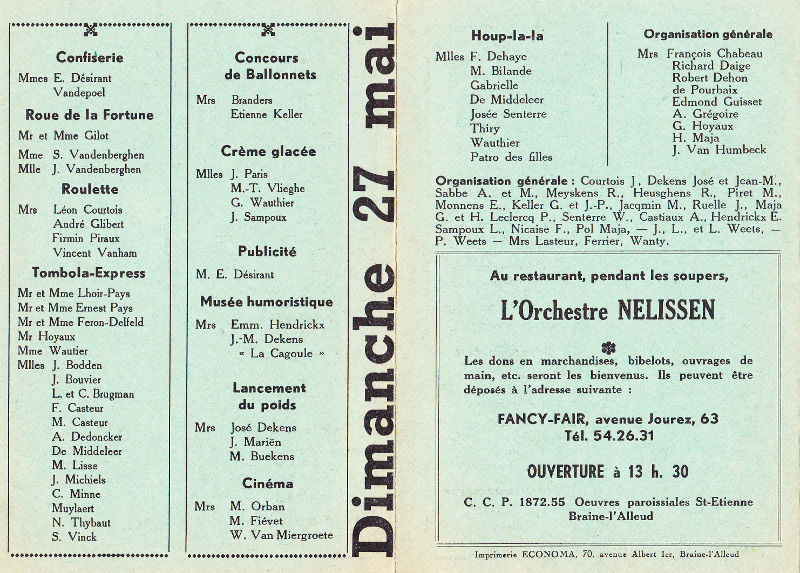 Confiserie
Mmes E. Désirant
Vandepoel
Roue de la Fortune
Mr et Mme Gilot
Mme S. Vandenberghen
Mlle J. Vandenberghen
Roulette
Mrs Léon Courtois
André Glibert
Firmin Piraux
Vincent Vanham
Tombola-Express
Mr et Mme Lhoir-Pays
Mr et Mme Ernest Pays
Mr et Mme Feron-Delfeld
Mr Hoyaux
Mme Wautier
Mlles J. Bodden
J. Bouvier
L. et C. Brugman
F. Casteur
M. Casteur
A. Dedoncker
De Middeleer
M. Lisse
J. Michiels
C. Minne
Muylaert
N. Thybaut
S. Vinck
Concours
de Ballonnets
Mrs Branders
Etienne Keller
Crème glacée
Mlles J. Paris
M.-T. Vlieghe
G. Wauthier
J. Sampoux
Publicité
M. E. Désirant
Musée humoristique
Mrs Emm. Hendrickx
J.-M. Dekens
« La Cagoule »
Lancement
du poids
Mrs José Dekens
J. Mariën
M. Buekens
Cinéma
Mrs M. Orban
M. Fiévet
W. Van Miergroete
Dimanche 27 mai
Houp-la-la
Mlles F. Dehaye
M. Bilande
Gabrielle
De Middeleer
Josée Senterre
Thiry
Wauthier
Patro des filles
Organisation générale
Mrs François Chabeau
Richard Daige
Robert Dehon
de Pourbaix
Edmond Guisset
A. Grégoire
G. Hoyaux
H. Maja
J. Van Humbeck
Organisation générale : Courtois J, Dekens José et Jean-M.,
Sabbe A. et M., Meyskens R., Heusghens R., Piret M.,
Monnens E., Keller G. et J.-P., Jacqmin M., Ruelle J., Maja
G. et H. Leclercq P., Senterre W., Castiaux A., Hendrickx E.
Sampoux L., Nicaise F., Pol Maja, — J., L., et L. Weets, —
P. Weets — Mrs Lasteur, Ferrier, Wanty.
Au restaurant, pendant les soupers,
L'Orchestre NELISSEN
Les dons en marchandises, bibelots, ouvrages de
main, etc. seront les bienvenus. Ils peuvent être
déposés à l'adresse suivante :
FANCY-FAIR, avenue Jourez, 63
Tél. 54.26.31
OUVERTURE à 13 h. 30
C. C. P. 1872.55 Oeuvres paroissiales St-Etienne
Braine-l'Alleud
Imprimerie ECONOMA, 70, avenue Albert Ier, Braine-l'Alleud